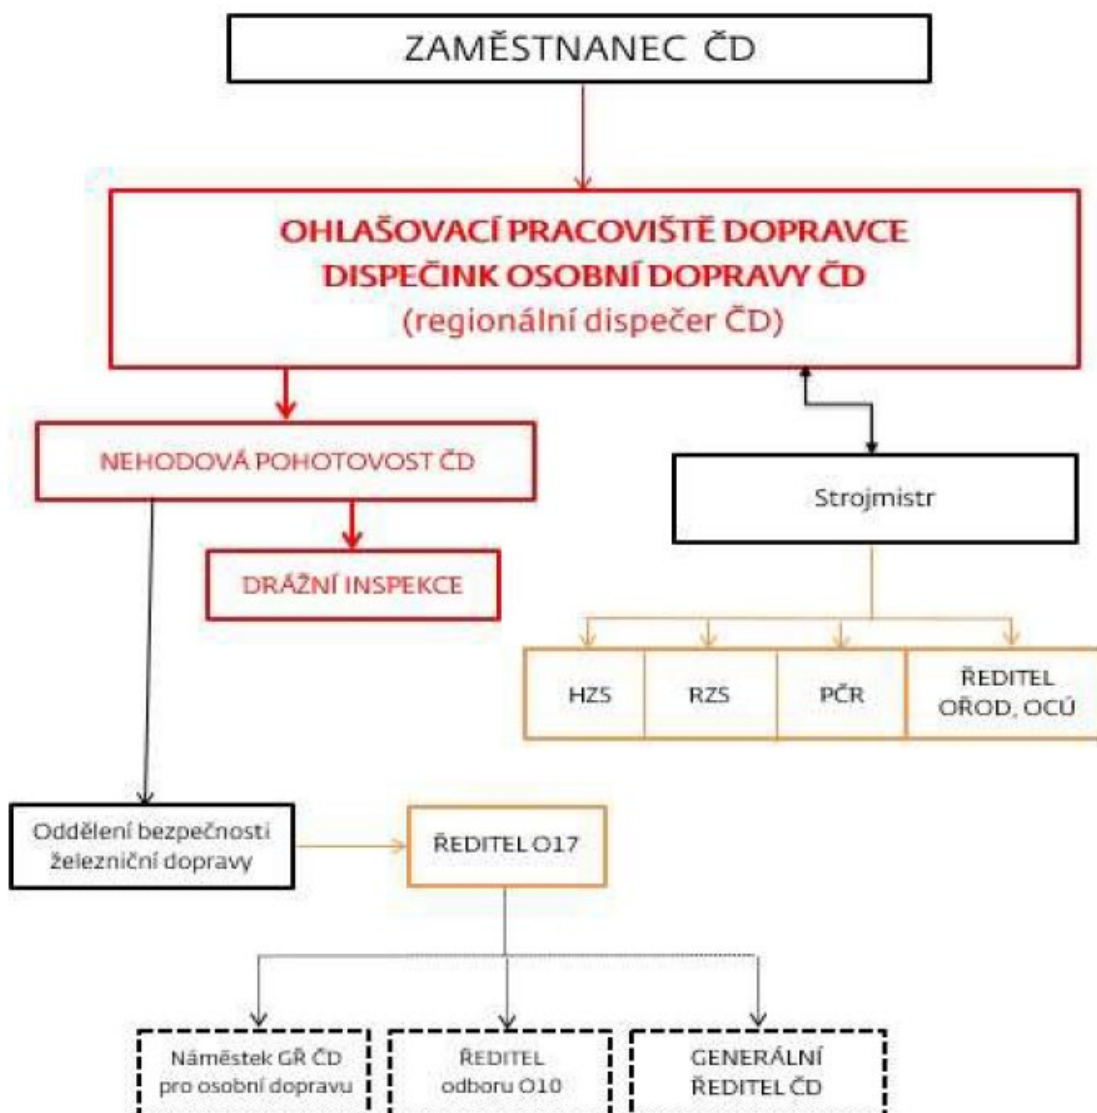 ZAMĚSTNANEC ČD
OHLAŠOVACÍ PRACOVIŠTĚ DOPRAVCE
DISPEČINK OSOBNÍ DOPRAVY ČD
(regionální dispečer ČD)
NEHODOVÁ POHOTOVOST ČD
Strojmistr
DRÁŽNÍ INSPEKCE
HZS
RZS
PČR
ŘEDITEL
OŘOD, OCÚ
Oddělení bezpečnosti
železniční dopravy
ŘEDITEL O17
Náměstek GŘ ČD
pro osobní dopravu
ŘEDITEL
odboru O10
GENERÁLNÍ
ŘEDITEL ČD